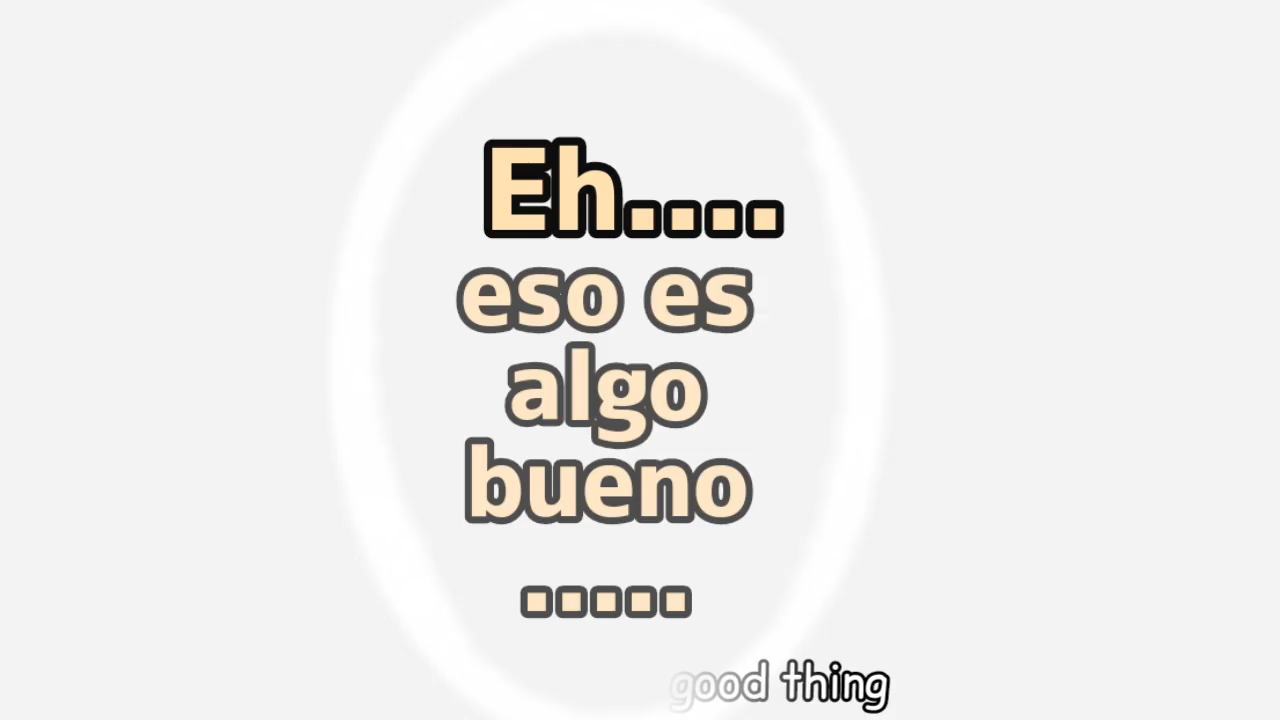 Eh....
eso es
algo
bueno
.....
good thing